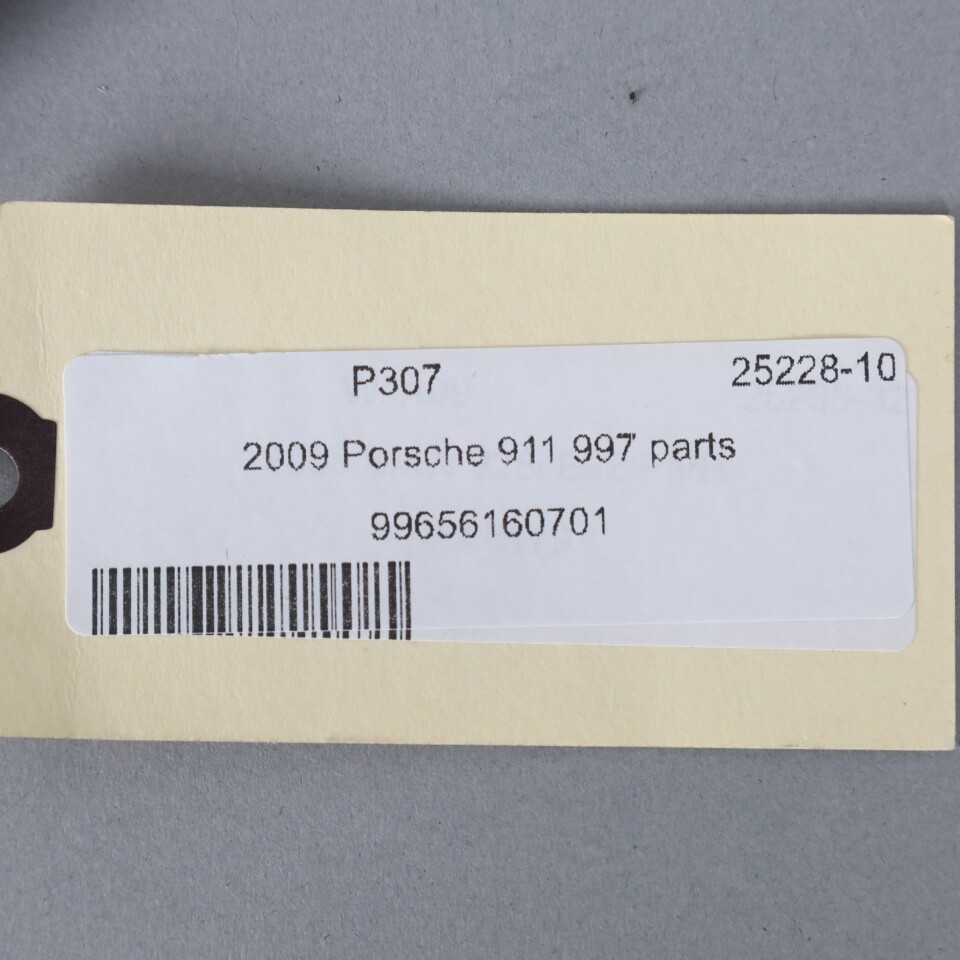 P307 25228-10
2009 Porsche 911 997 parts
99656160701